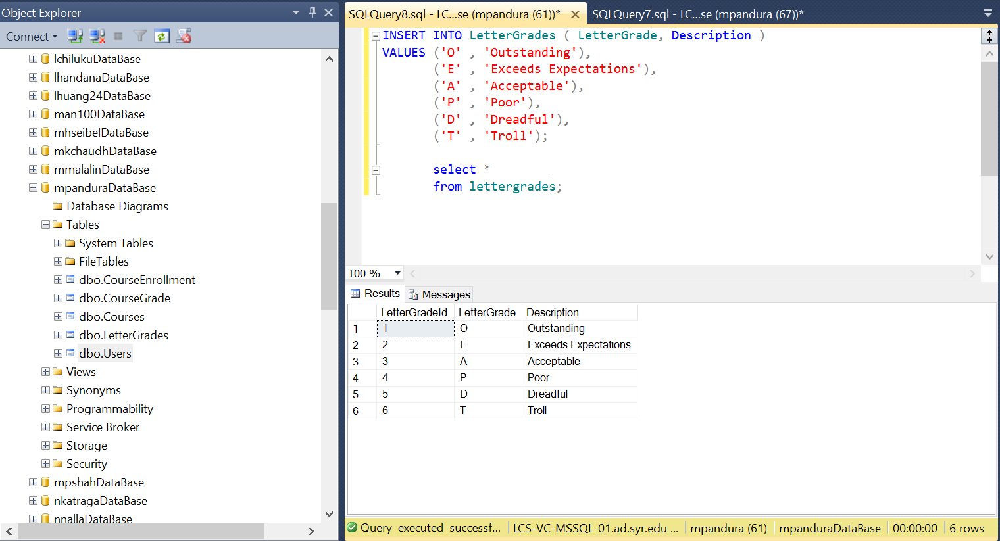 Object Explorer
Connect
lchilukuDataBase
lhandanaDataBase
lhuang24DataBase
man100DataBase
mhseibelDataBase
mkchaudhDataBase
mmalalinDataBase
mpanduraDataBase
Database Diagrams
Tables
System Tables
FileTables
dbo.CourseEnrollment
dbo.CourseGrade
dbo.Courses
dbo.LetterGrades
dbo.Users
Views
Synonyms
Programmability
Service Broker
Storage
Security
mpshahDataBase
nkatragaDataBase
nnallaDataBase
SQLQuery8.sql - LC...se (mpandura (61))* SQLQuery7.sql - LC...se (mpandura (67))*
INSERT INTO LetterGrades ( LetterGrade, Description )
VALUES ('O' , 'Outstanding'),
('E' , 'Exceeds Expectations'),
('A' , 'Acceptable'),
('P' , 'Poor'),
('D' , 'Dreadful'),
('T' , 'Troll');
select *
from lettergrades;
100 %
Results Messages
LetterGradeId LetterGrade Description
1 1 O Outstanding
2 2 E Exceeds Expectations
3 3 A Acceptable
4 4 P Poor
5 5 D Dreadful
6 6 T Troll
Query executed successf... LCS-VC-MSSQL-01.ad.syr.edu ... mpandura (61) mpanduraDataBase 00:00:00 6 rows